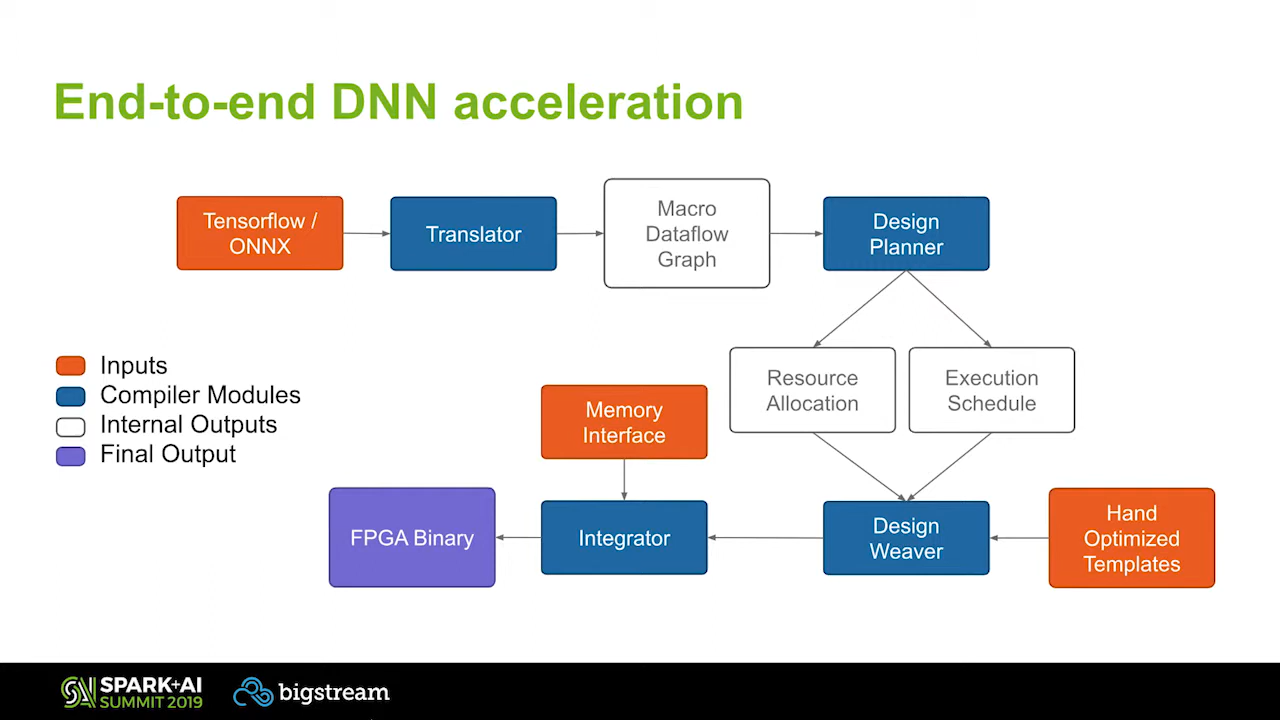 End-to-end DNN acceleration
Tensorflow /
ONNX
Translator
Macro
Dataflow
Graph
Design
Planner
Inputs
Compiler Modules
Internal Outputs
Final Output
Resource
Allocation
Execution
Schedule
Memory
Interface
FPGA Binary
Integrator
Design
Weaver
Hand
Optimized
Templates
SPARK+AI
SUMMIT 2019
bigstream